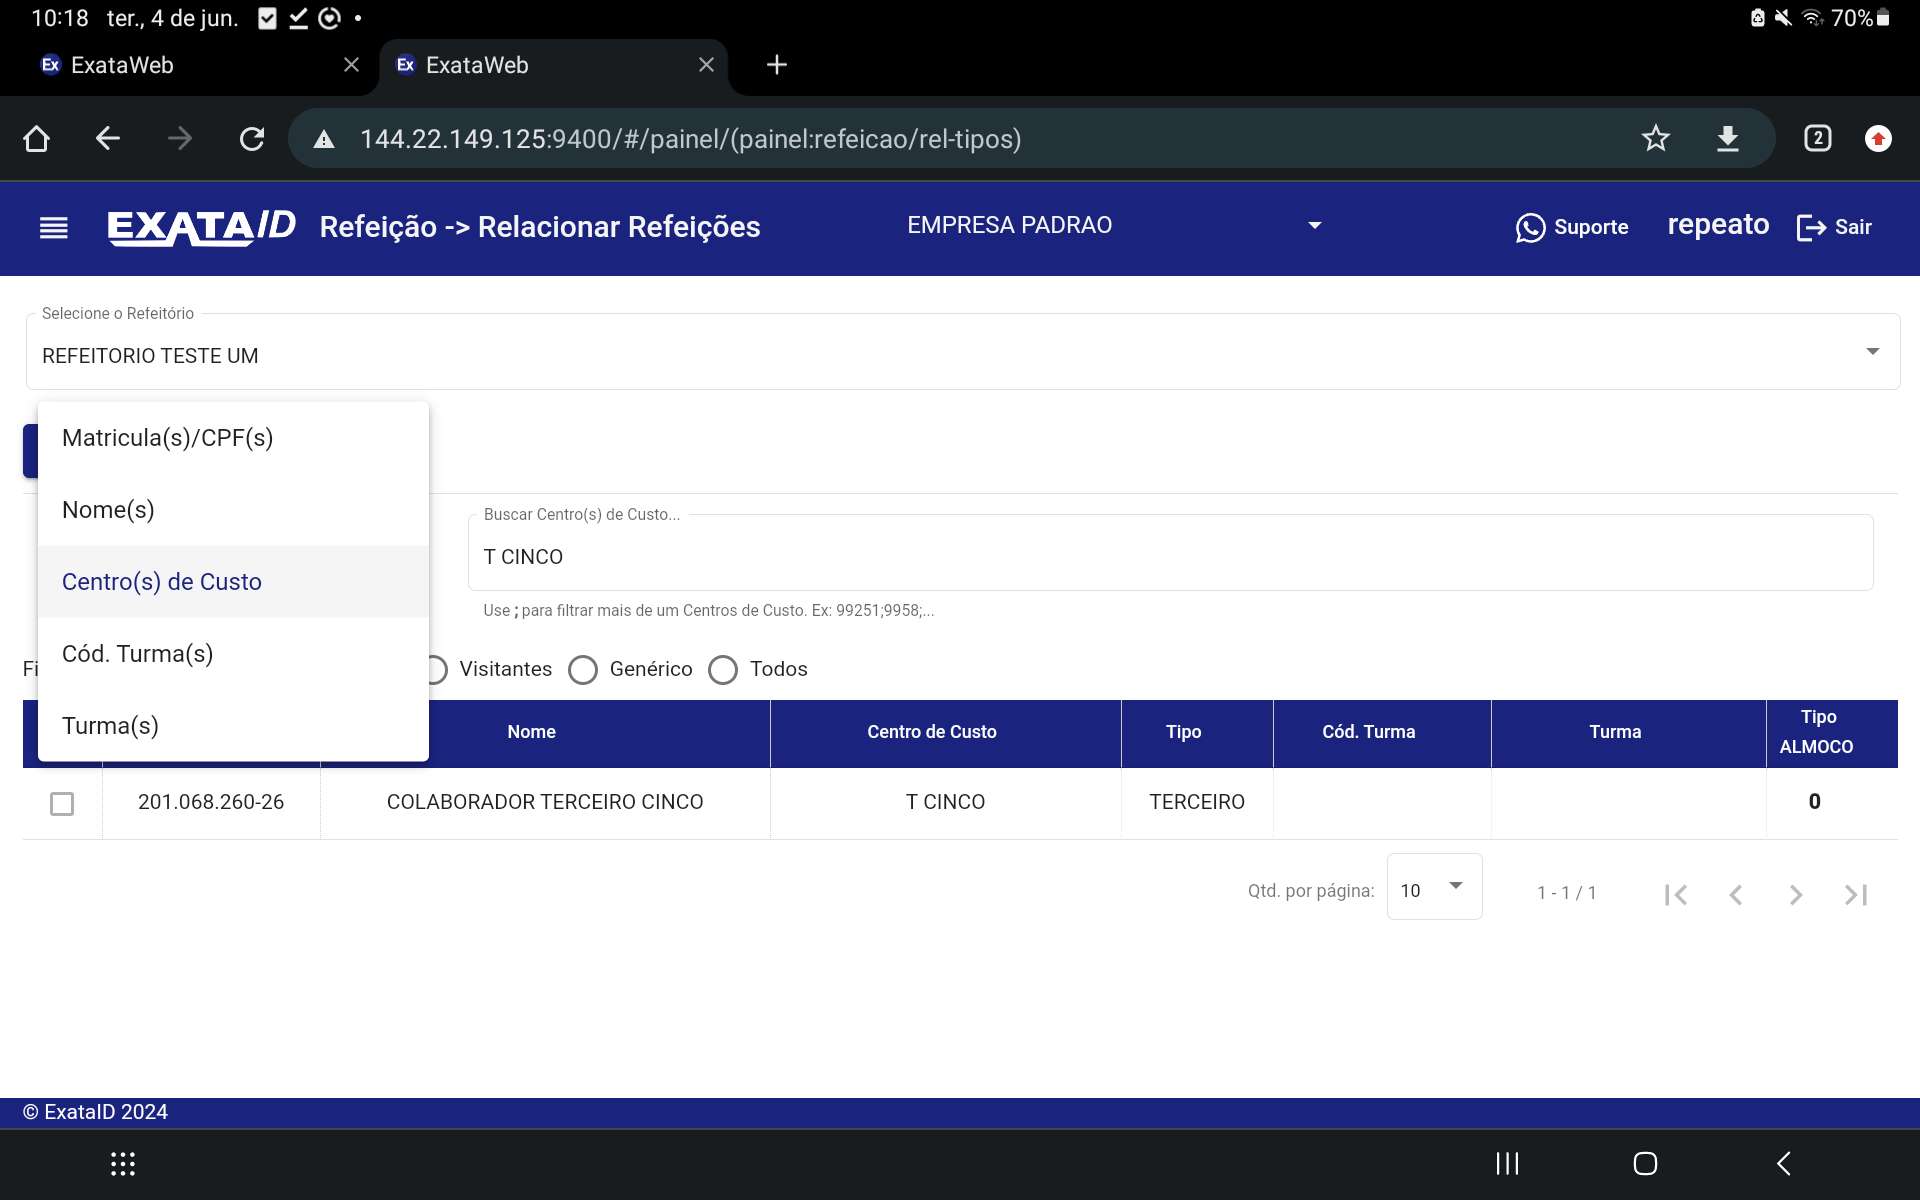 10:18 ter., 4 de jun.
70%
Ex ExataWeb
Ex ExataWeb
144.22.149.125:9400/#/painel/(painel:refeicao/rel-tipos)
2
EXATAID Refeição -> Relacionar Refeições
EMPRESA PADRAO
Suporte
repeato
Sair
Selecione o Refeitório
REFEITORIO TESTE UM
Matricula(s)/CPF(s)
Nome(s)
Centro(s) de Custo
Cód. Turma(s)
Turma(s)
Buscar Centro(s) de Custo...
T CINCO
Use ; para filtrar mais de um Centros de Custo. Ex: 99251;9958;...
Fi
Visitantes
Genérico
Todos
Nome
Centro de Custo
Tipo
Cód. Turma
Turma
Tipo
ALMOCO
201.068.260-26
COLABORADOR TERCEIRO CINCO
T CINCO
TERCEIRO
0
Qtd. por página:
10
1 - 1 / 1
© ExataID 2024